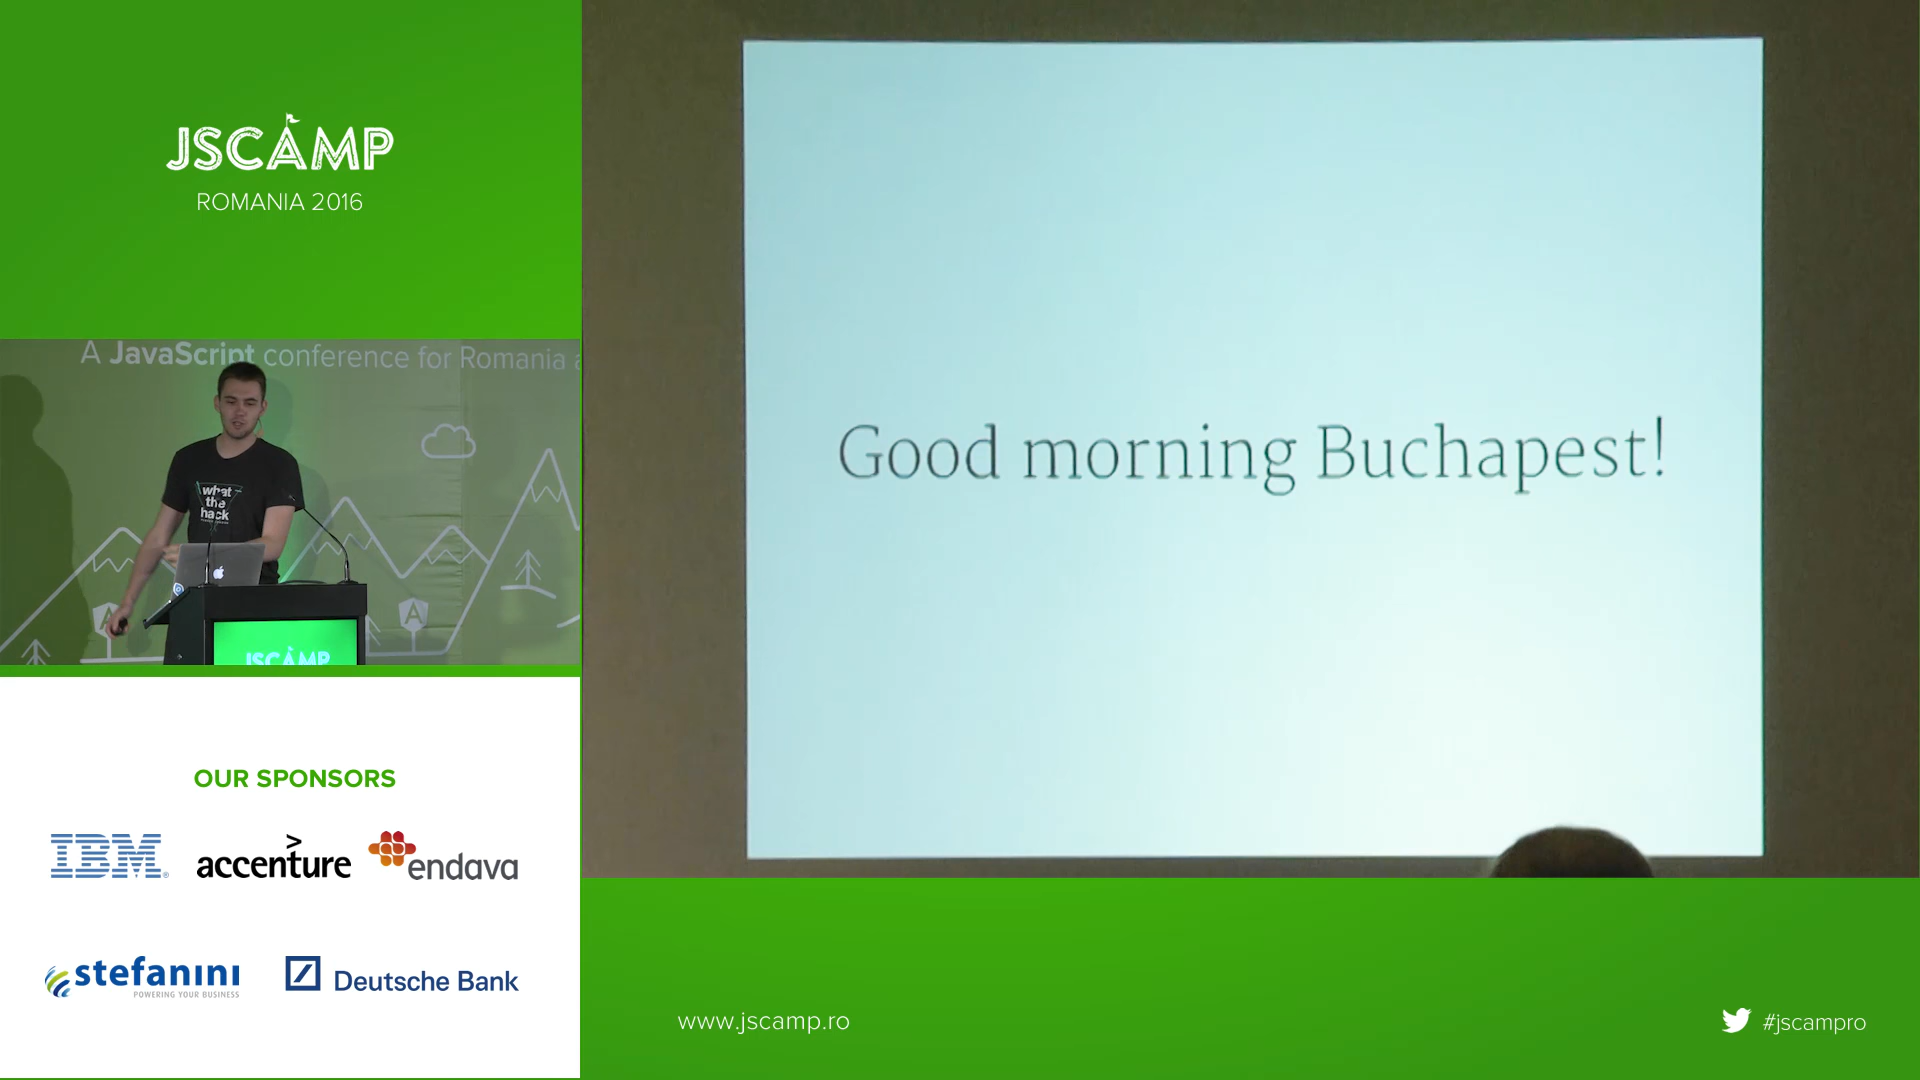 JSCAMP
ROMANIA 2016
A JavaScript conference for Romania
what
the
hack
JSCAMP
OUR SPONSORS
IBM
accenture
endava
stefanini
POWERING YOUR BUSINESS
Deutsche Bank
Good morning Buchapest!
www.jscamp.ro
#jscampro